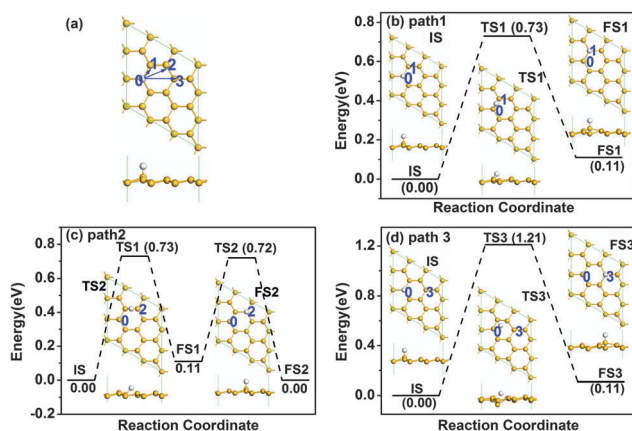 (a)
1 2
0 3
(b) path1
Energy(eV)
0.8
0.6
0.4
0.2
0.0
IS
TS1 (0.73)
FS1
1
0
TS1
1
0
1
0
IS
(0.00)
FS1
(0.11)
Reaction Coordinate
(c) path2
Energy(eV)
0.8
0.6
0.4
0.2
0.0
-0.2
TS1 (0.73)
TS2 (0.72)
TS2
FS2
2
0
2
0
IS
0.00
FS1
0.11
FS2
0.00
Reaction Coordinate
(d) path 3
Energy(eV)
1.2
0.8
0.4
0.0
IS
TS3 (1.21)
FS3
0 3
TS3
0 3
0 3
IS
(0.00)
FS3
(0.11)
Reaction Coordinate